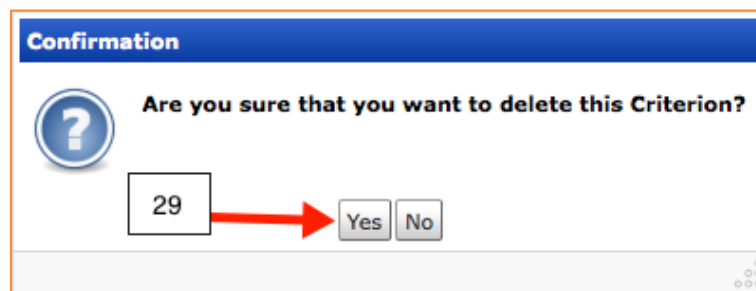 Confirmation
Are you sure that you want to delete this Criterion?
29
Yes No